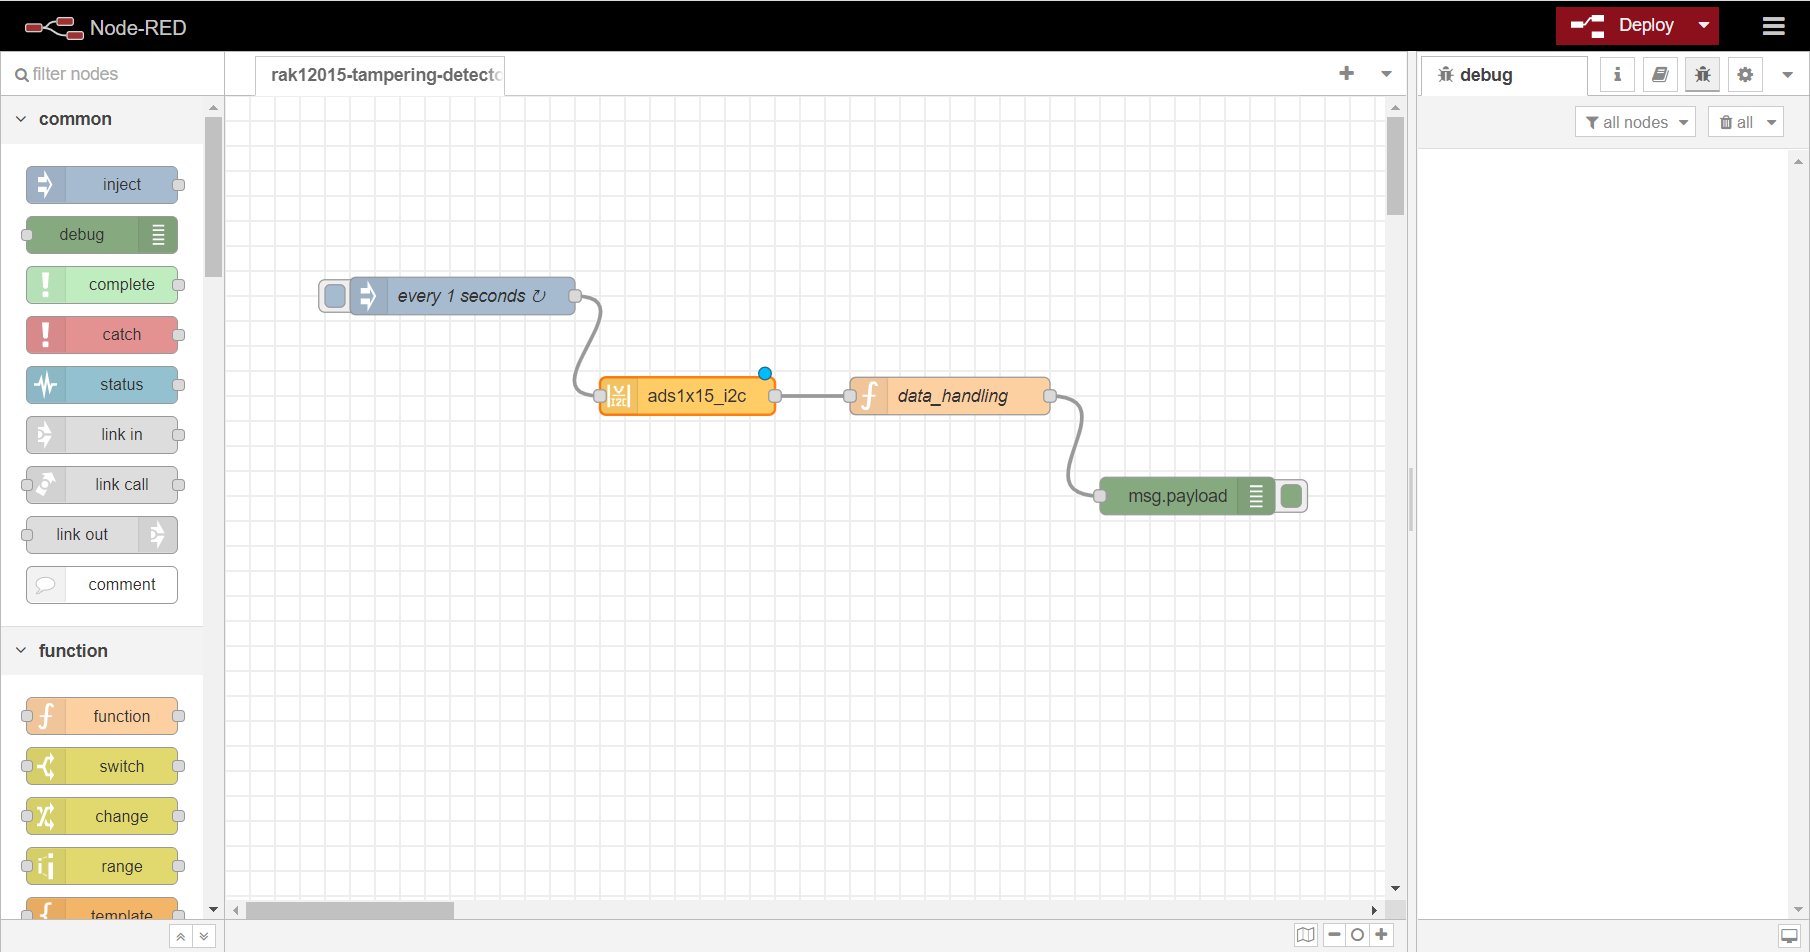 Node-RED
Deploy
filter nodes
rak12015-tampering-detecto
debug
all nodes
all
common
inject
debug
complete
catch
status
link in
link call
link out
comment
function
function
switch
change
range
template
every 1 seconds ↻
ads1x15_i2c
data_handling
msg.payload